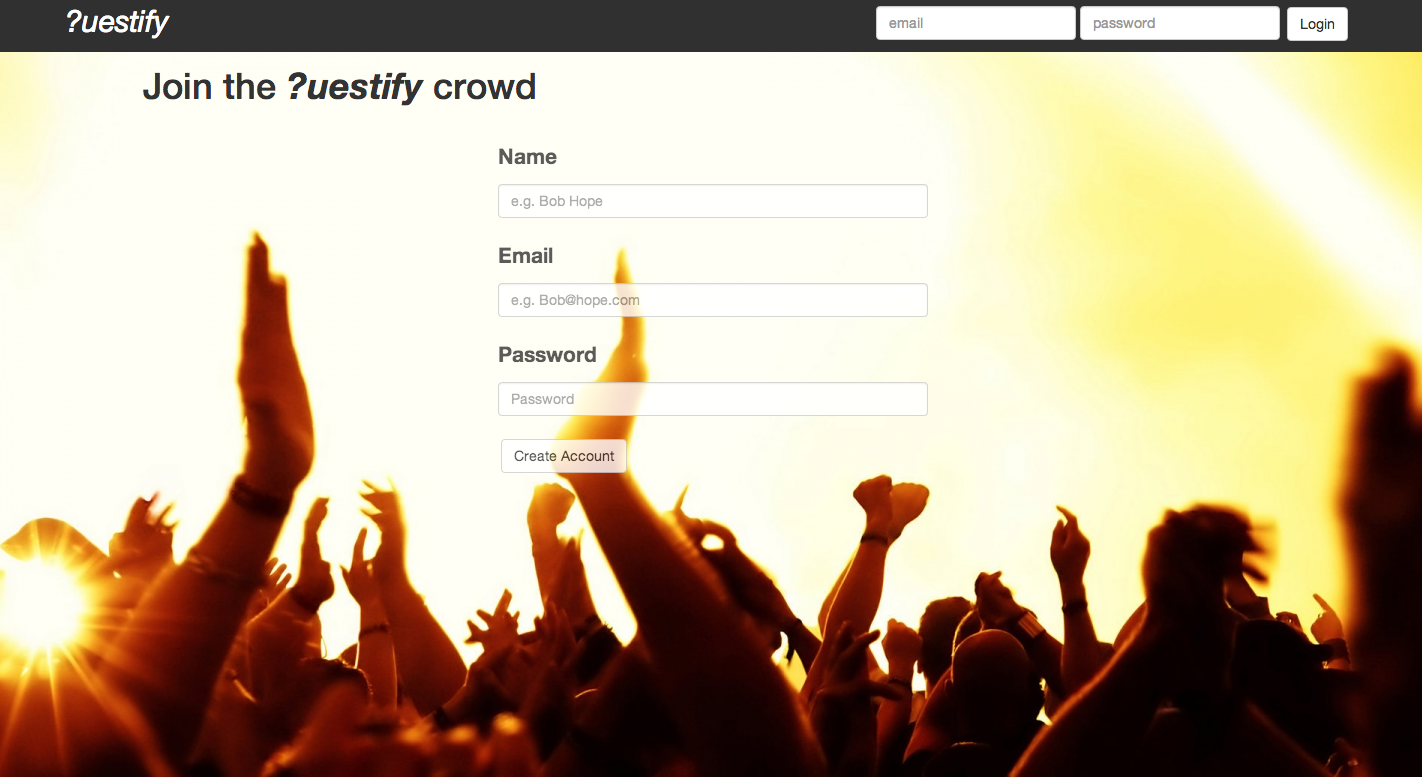 ?uestify
email password Login
Join the ?uestify crowd
Name
e.g. Bob Hope
Email
e.g. Bob@hope.com
Password
Password
Create Account